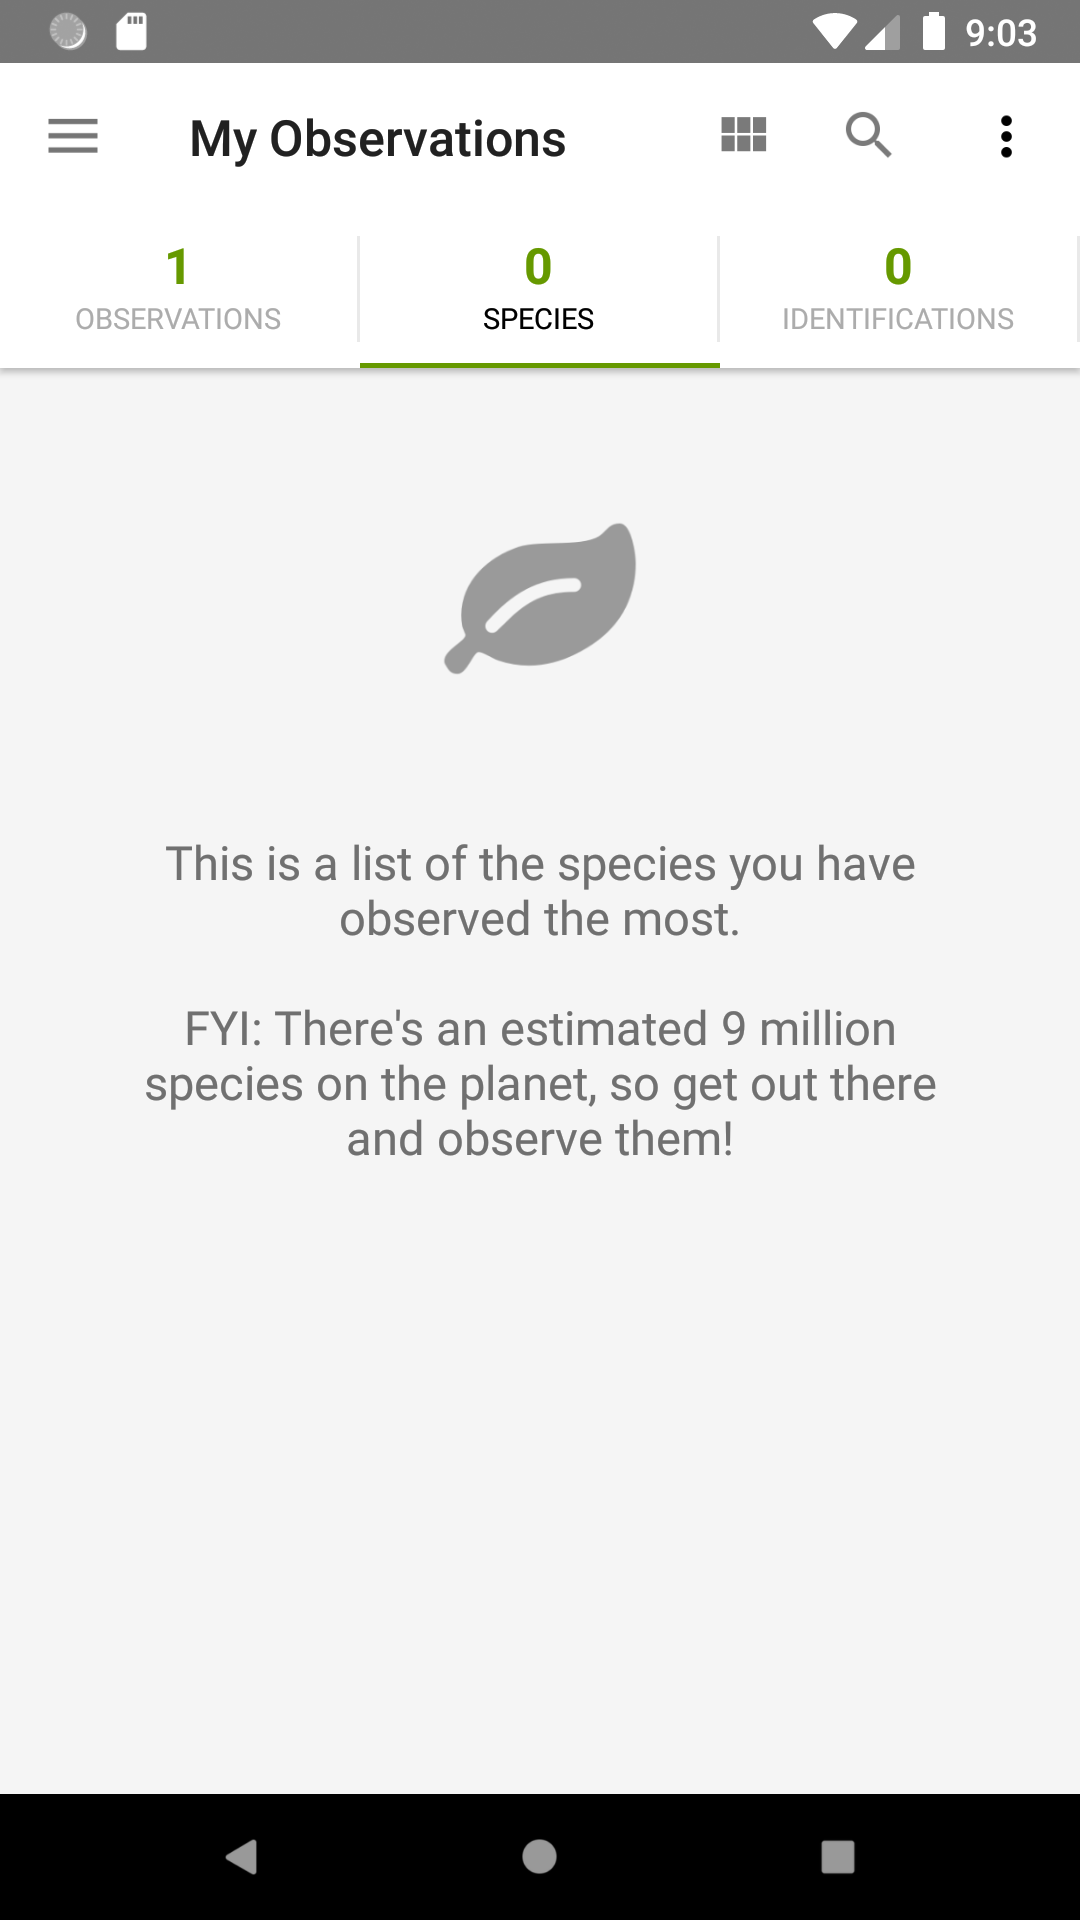 9:03
My Observations
1
OBSERVATIONS
0
SPECIES
0
IDENTIFICATIONS
This is a list of the species you have
observed the most.
FYI: There's an estimated 9 million
species on the planet, so get out there
and observe them!